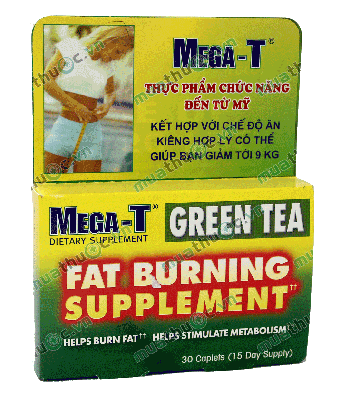 MEGA-T®
THỰC PHẨM CHỨC NĂNG
ĐẾN TỪ MỸ
KẾT HỢP VỚI CHẾ ĐỘ ĂN
KIÊNG HỢP LÝ CÓ THỂ
GIÚP BẠN GIẢM TỚI 9 KG
MEGA-T® GREEN TEA
DIETARY SUPPLEMENT
FAT BURNING
SUPPLEMENT††
HELPS BURN FAT†† HELPS STIMULATE METABOLISM††
30 Caplets (15 Day Supply)
muathuoc.vn